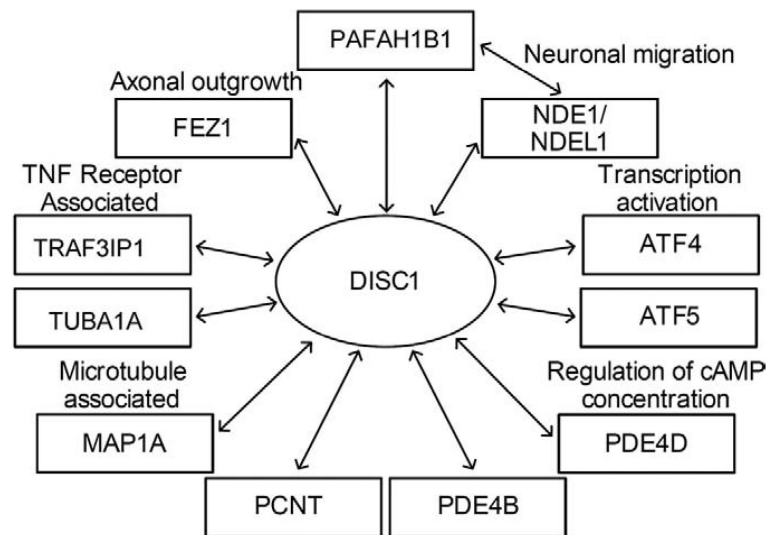 PAFAH1B1
Neuronal migration
Axonal outgrowth
FEZ1
NDE1/
NDEL1
TNF Receptor
Associated
Transcription
activation
TRAF3IP1
ATF4
DISC1
TUBA1A
ATF5
Microtubule
associated
Regulation of cAMP
concentration
MAP1A
PDE4D
PCNT
PDE4B